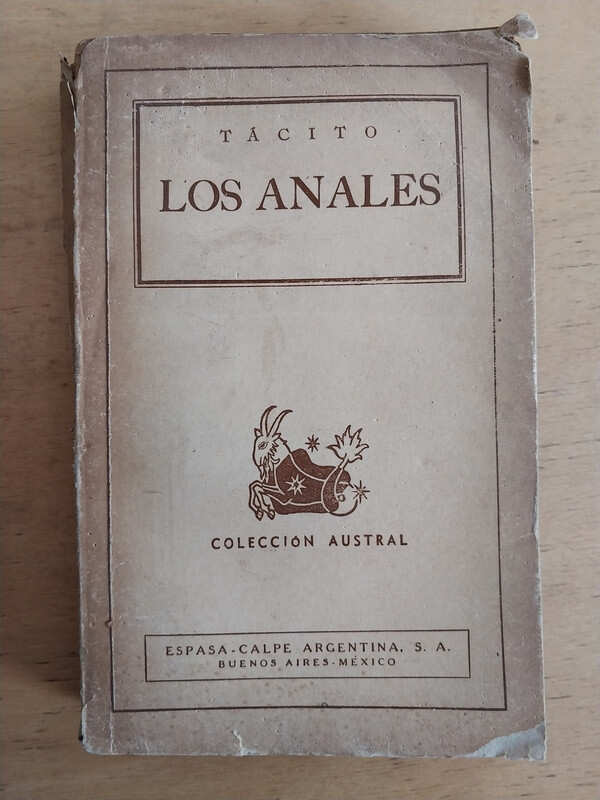 TÁCITO
LOS ANALES
COLECCIÓN AUSTRAL
ESPASA-CALPE ARGENTINA, S. A.
BUENOS AIRES-MÉXICO